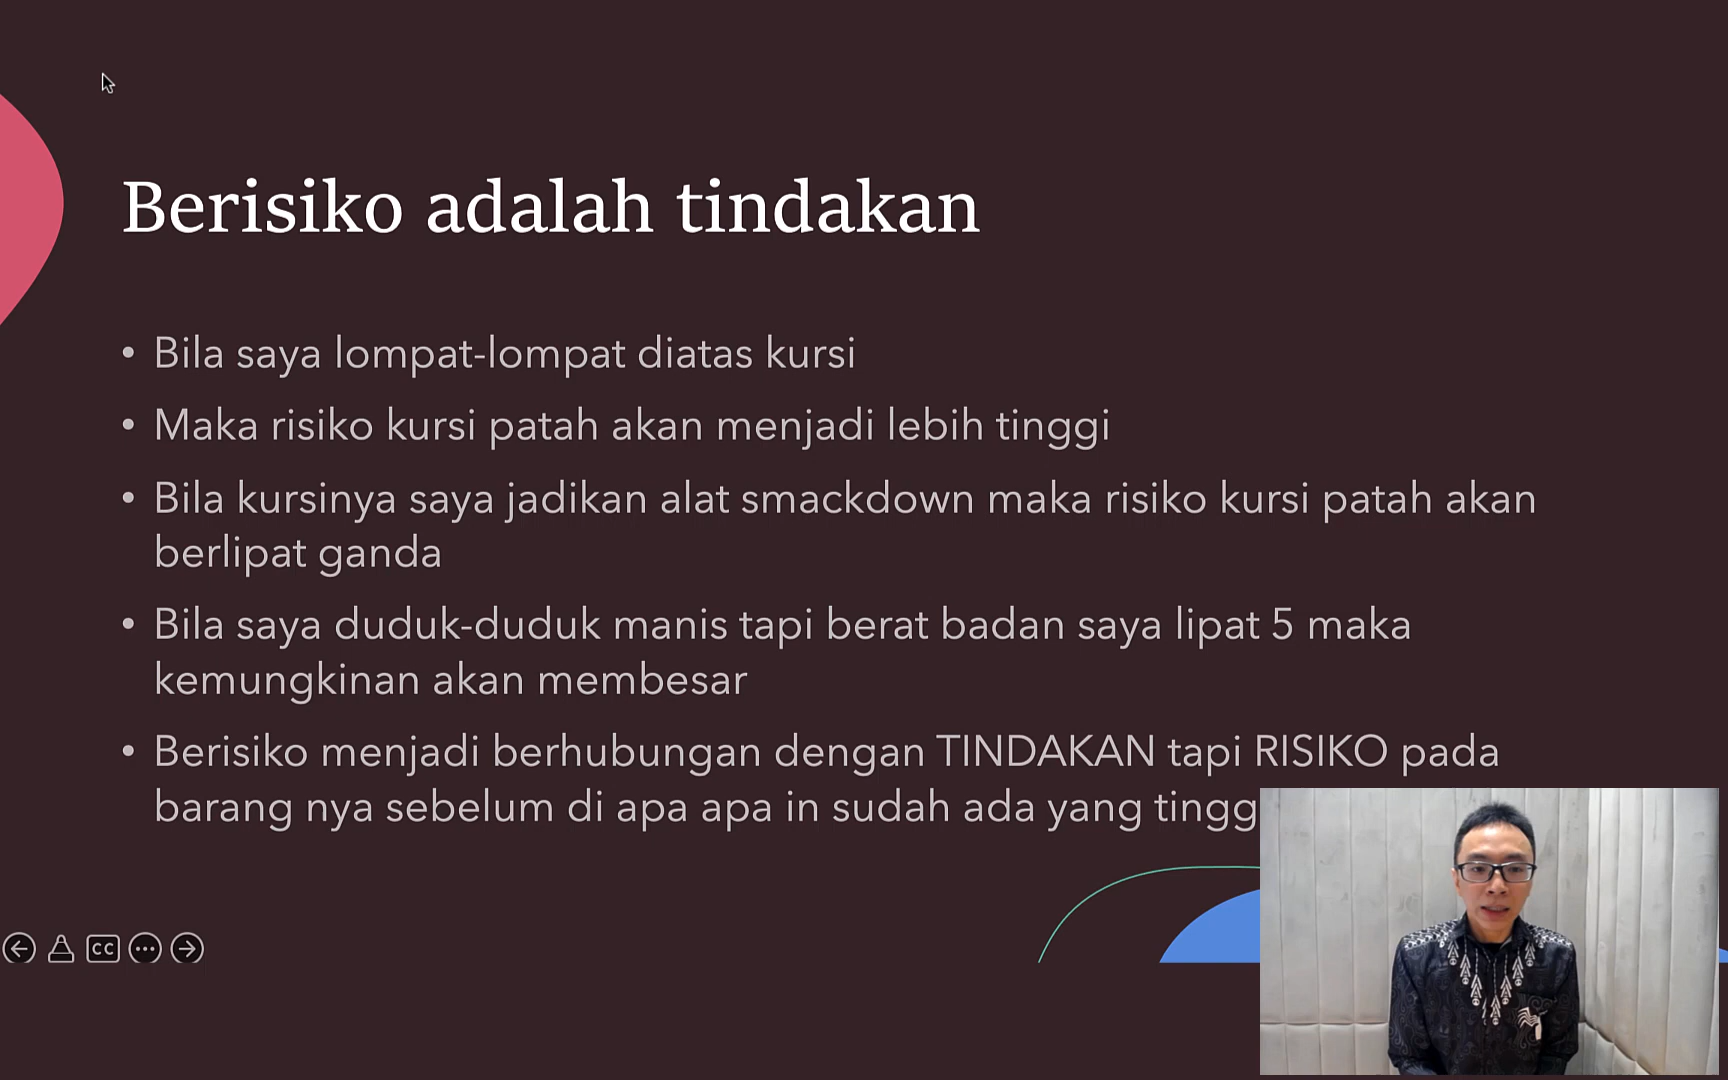 Berisiko adalah tindakan
• Bila saya lompat-lompat diatas kursi
• Maka risiko kursi patah akan menjadi lebih tinggi
• Bila kursinya saya jadikan alat smackdown maka risiko kursi patah akan
berlipat ganda
• Bila saya duduk-duduk manis tapi berat badan saya lipat 5 maka
kemungkinan akan membesar
• Berisiko menjadi berhubungan dengan TINDAKAN tapi RISIKO pada
barang nya sebelum di apa apa in sudah ada yang tingg
CC